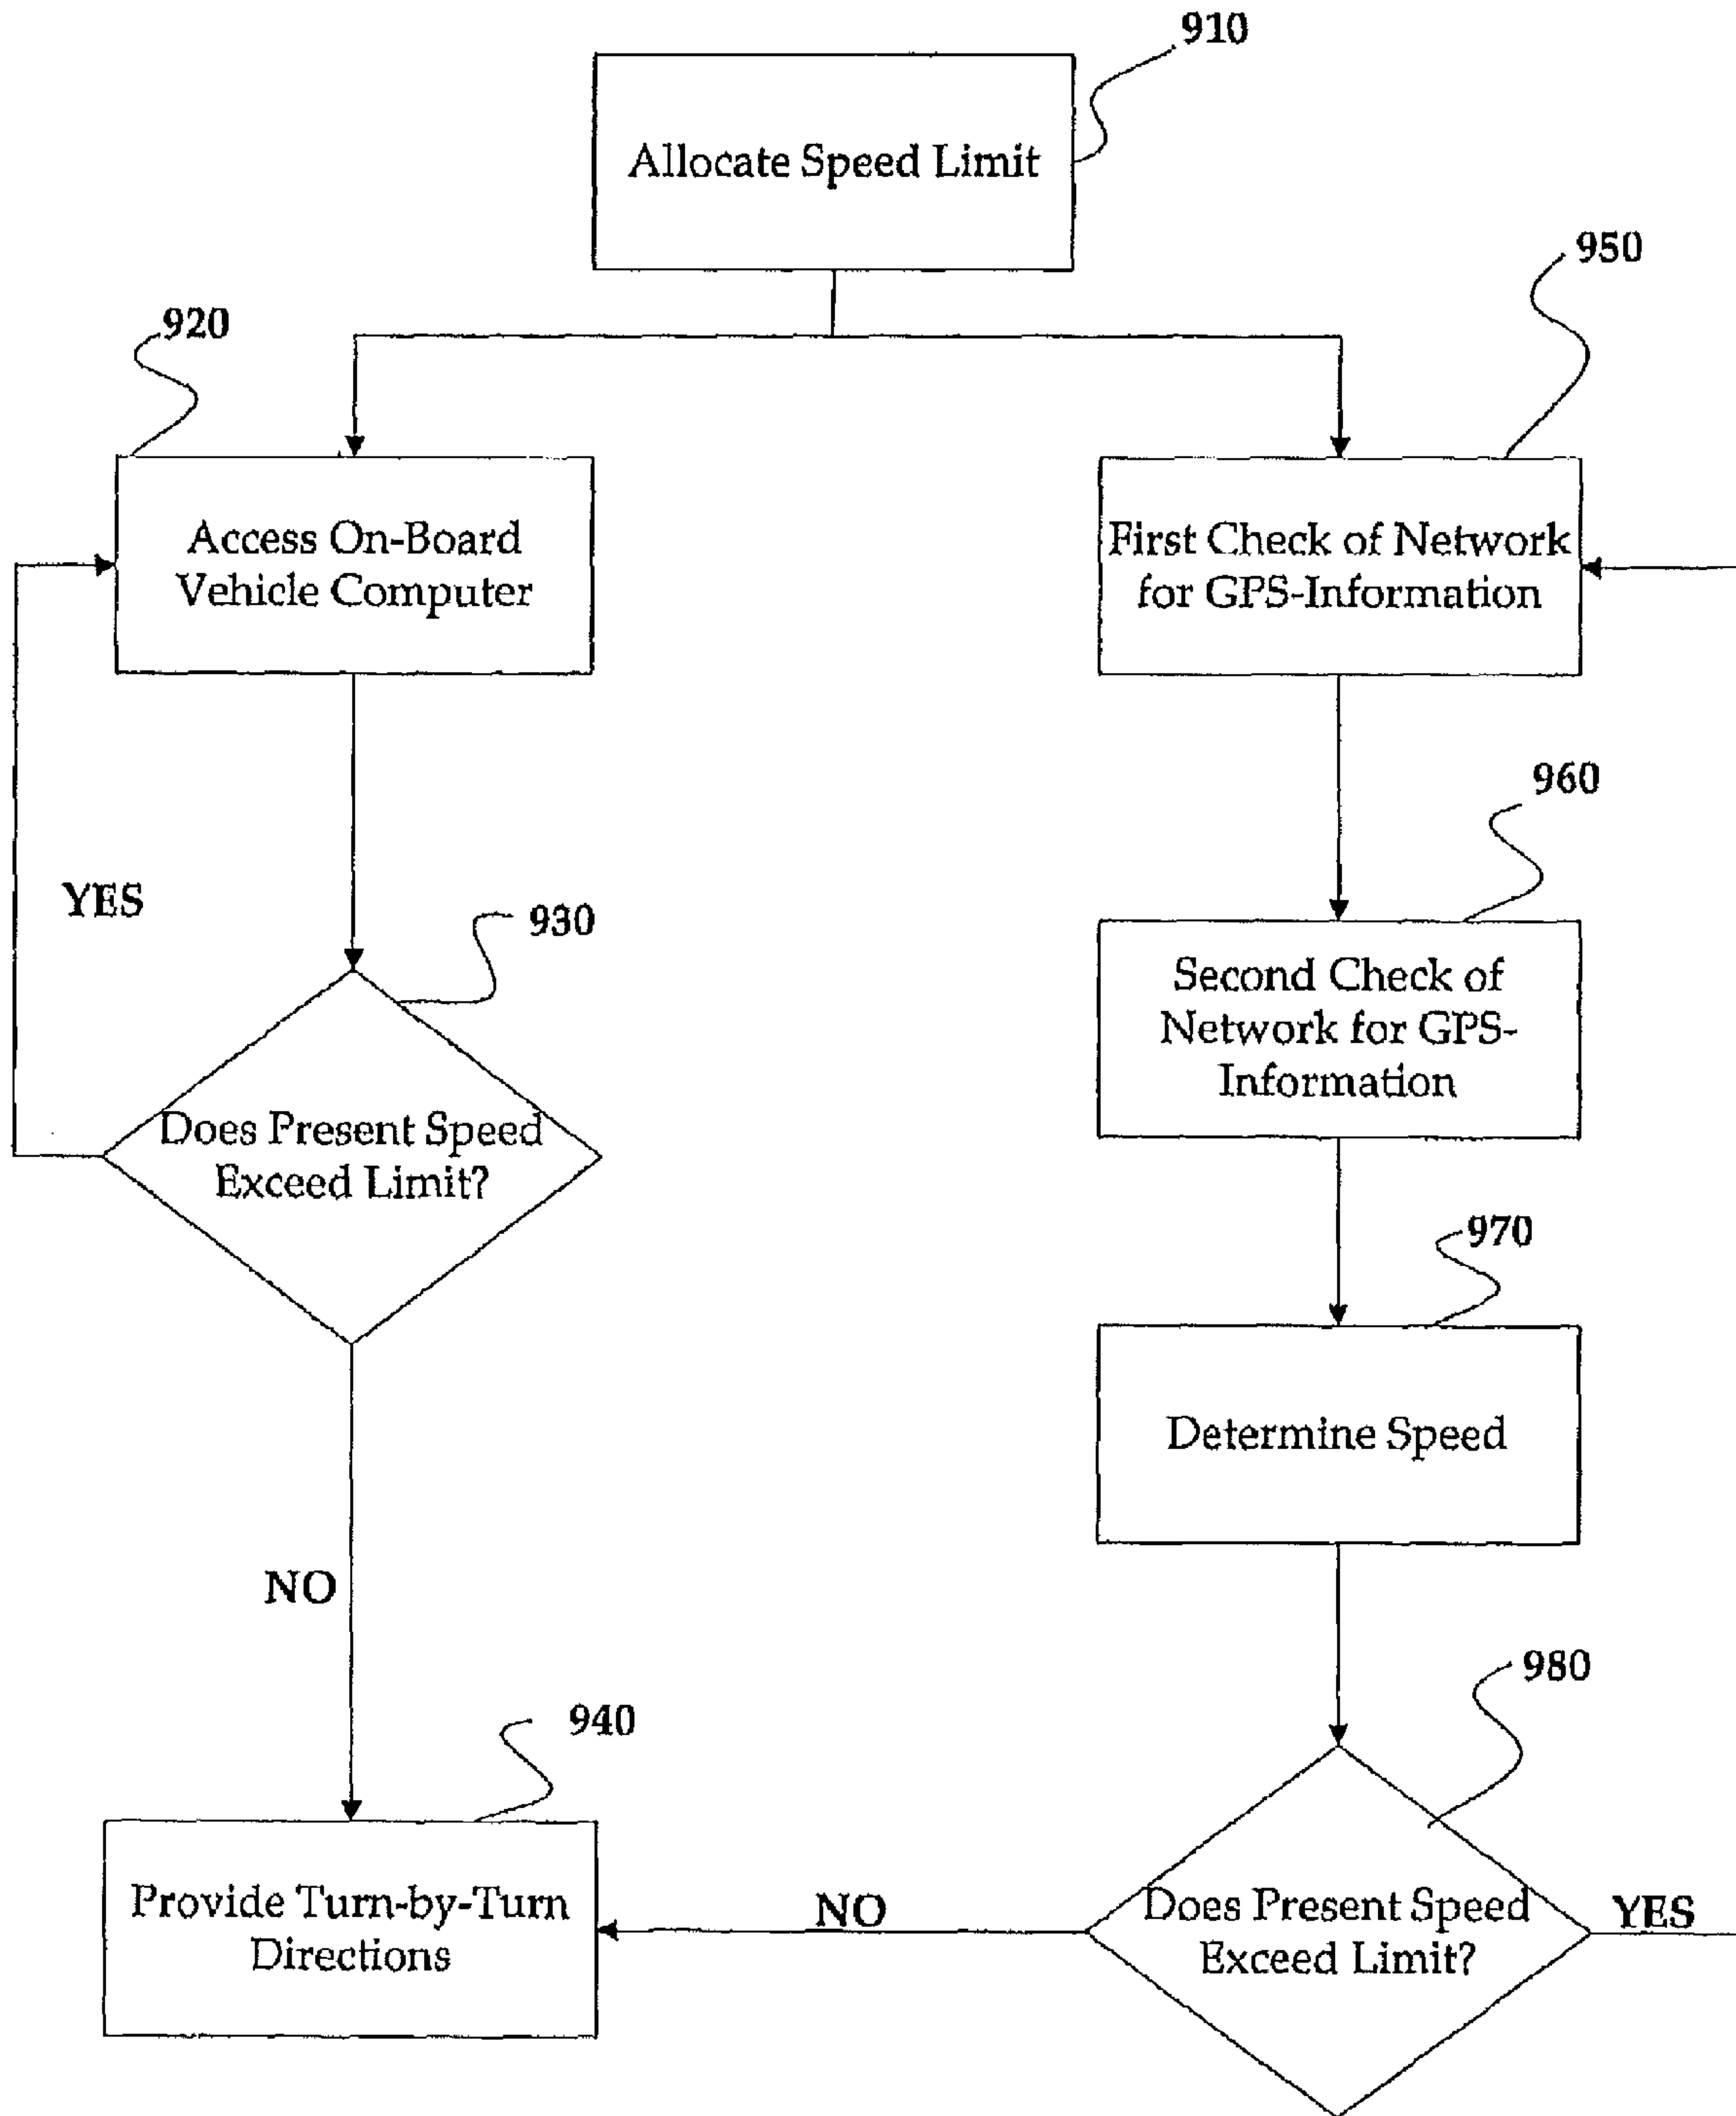 910
Allocate Speed Limit
950
920
Access On-Board
Vehicle Computer
First Check of Network
for GPS-Information
960
YES
930
Second Check of
Network for GPS-
Information
Does Present Speed
Exceed Limit?
970
Determine Speed
NO
980
940
Provide Turn-by-Turn
Directions
NO
Does Present Speed
Exceed Limit?
YES